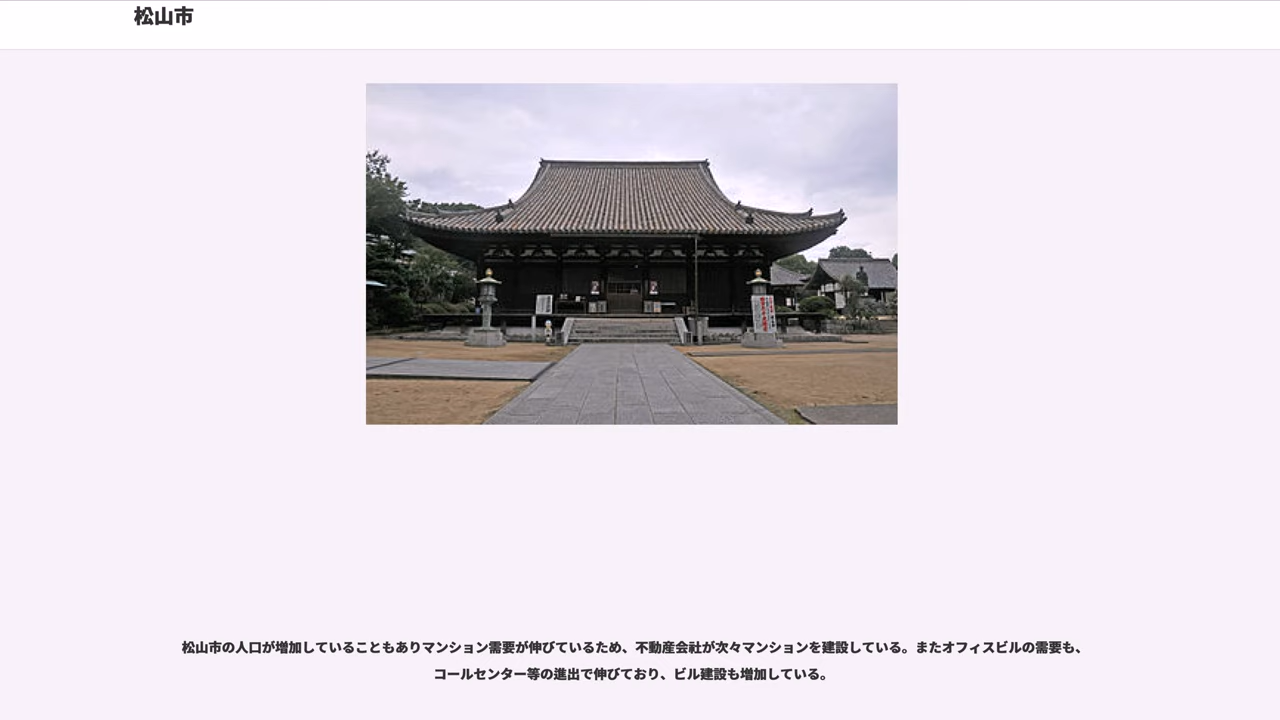 松山市
松山市の人口が増加していることもありマンション需要が伸びているため、不動産会社が次々マンションを建設している。またオフィスビルの需要も、
コールセンター等の進出で伸びており、ビル建設も増加している。